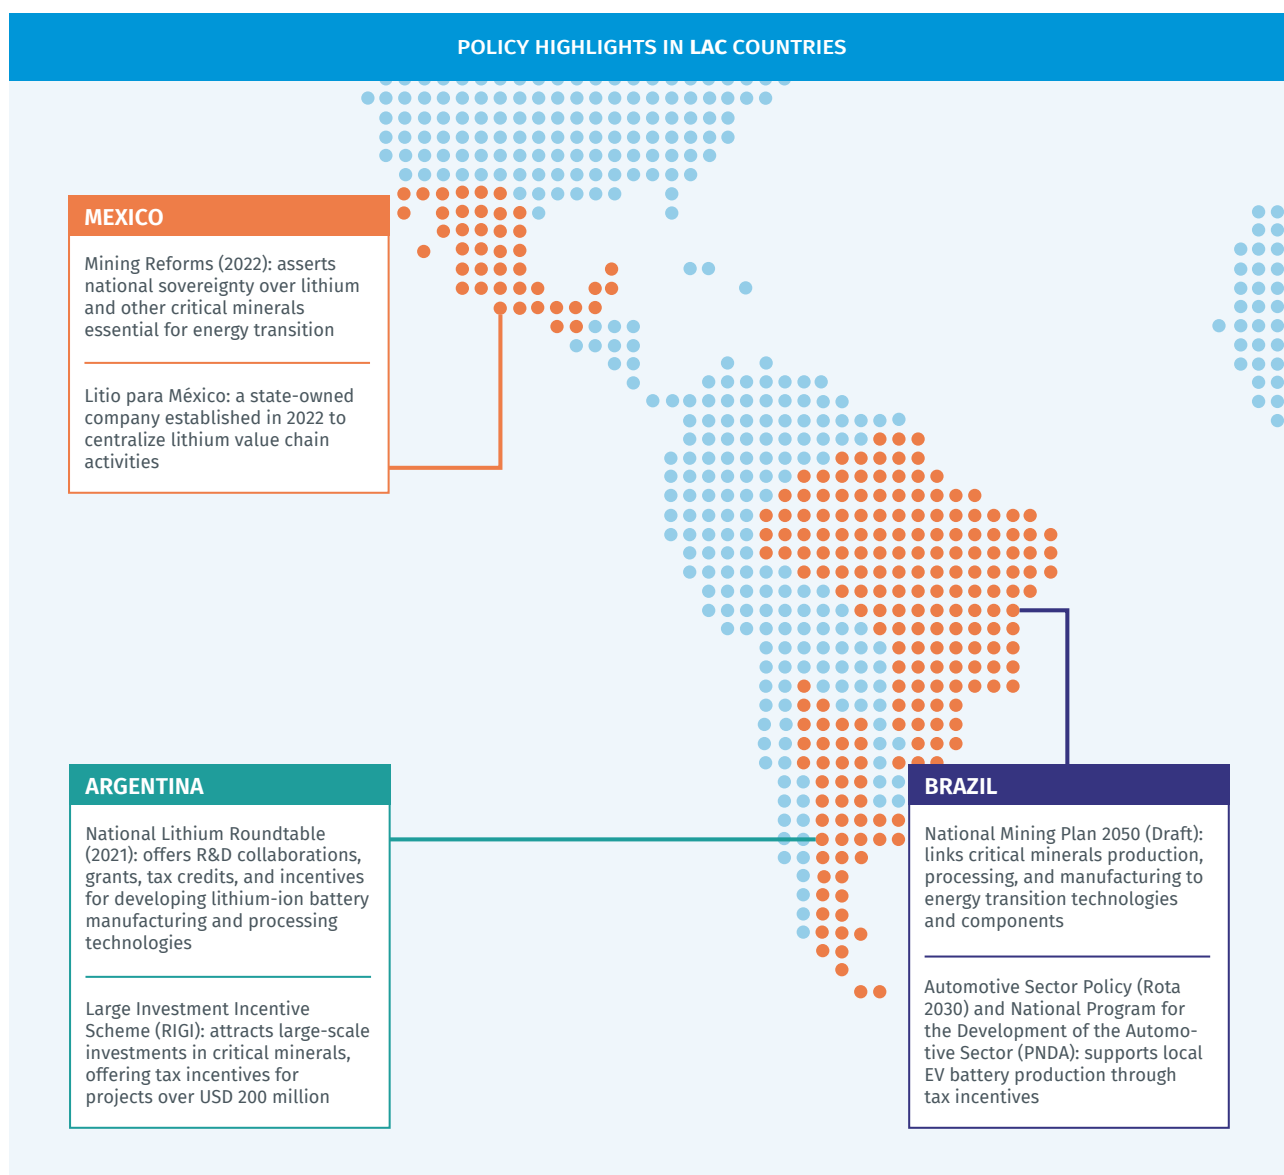 POLICY HIGHLIGHTS IN LAC COUNTRIES
MEXICO
Mining Reforms (2022): asserts
national sovereignty over lithium
and other critical minerals
essential for energy transition
Litio para México: a state-owned
company established in 2022 to
centralize lithium value chain
activities
ARGENTINA
National Lithium Roundtable
(2021): offers R&D collaborations,
grants, tax credits, and incentives
for developing lithium-ion battery
manufacturing and processing
technologies
Large Investment Incentive
Scheme (RIGI): attracts large-scale
investments in critical minerals,
offering tax incentives for
projects over USD 200 million
BRAZIL
National Mining Plan 2050 (Draft):
links critical minerals production,
processing, and manufacturing to
energy transition technologies
and components
Automotive Sector Policy (Rota
2030) and National Program for
the Development of the Automo-
tive Sector (PNDA): supports local
EV battery production through
tax incentives